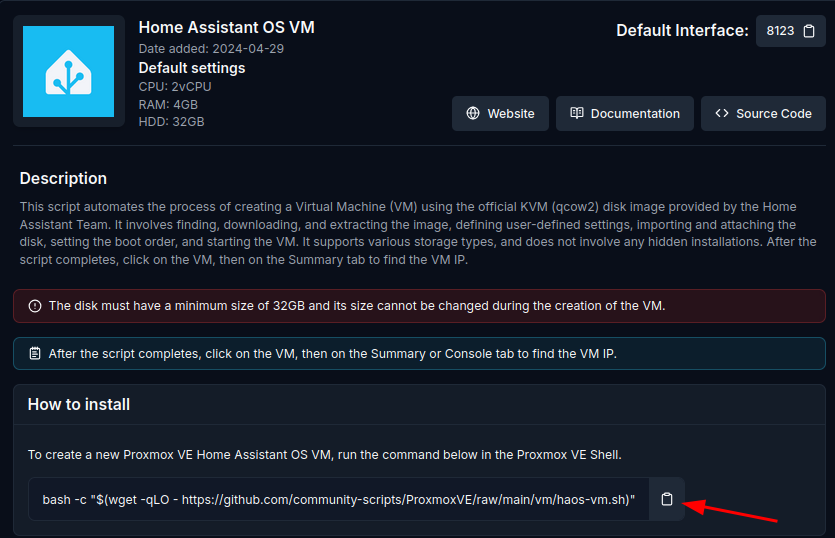 Home Assistant OS VM
Date added: 2024-04-29
Default settings
CPU: 2vCPU
RAM: 4GB
HDD: 32GB
Default Interface: 8123
Website Documentation Source Code
Description
This script automates the process of creating a Virtual Machine (VM) using the official KVM (qcow2) disk image provided by the Home
Assistant Team. It involves finding, downloading, and extracting the image, defining user-defined settings, importing and attaching the
disk, setting the boot order, and starting the VM. It supports various storage types, and does not involve any hidden installations. After the
script completes, click on the VM, then on the Summary tab to find the VM IP.
The disk must have a minimum size of 32GB and its size cannot be changed during the creation of the VM.
After the script completes, click on the VM, then on the Summary or Console tab to find the VM IP.
How to install
To create a new Proxmox VE Home Assistant OS VM, run the command below in the Proxmox VE Shell.
bash -c "$(wget -qLO - https://github.com/community-scripts/ProxmoxVE/raw/main/vm/haos-vm.sh)"